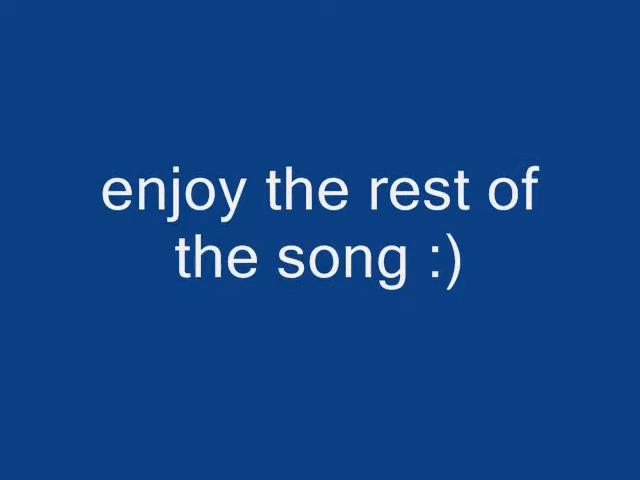 enjoy the rest of
the song :)